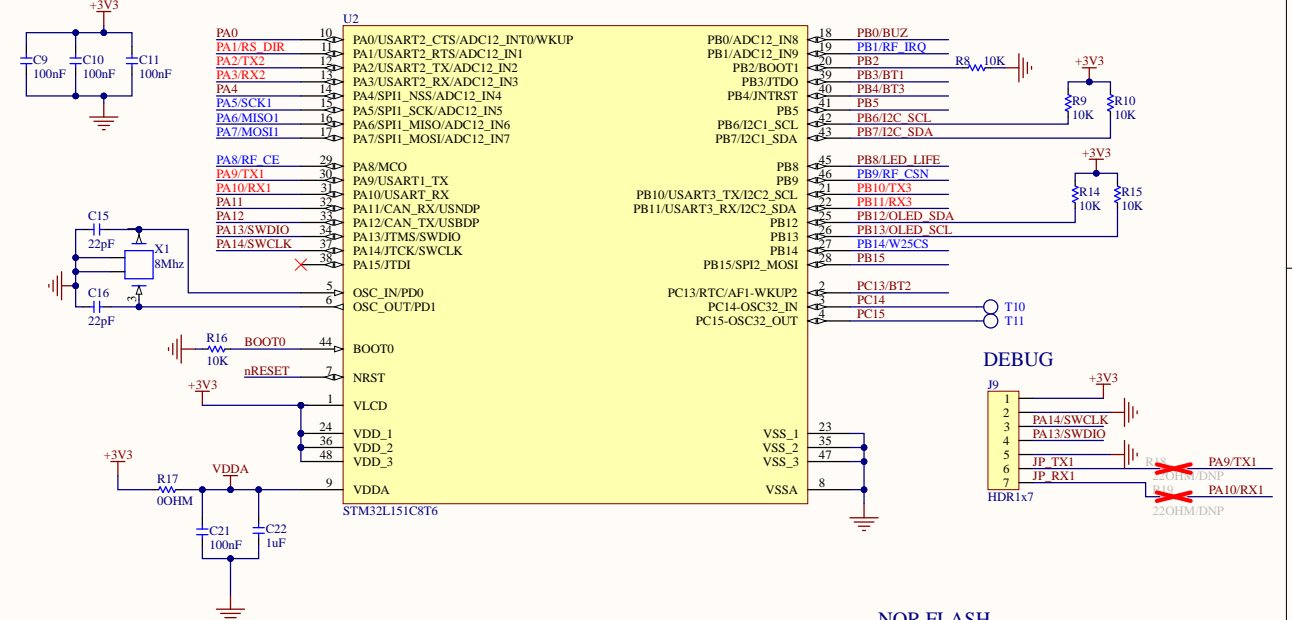 +3V3
C9
100nF
C10
100nF
C11
100nF
U2
PA0 10 PA0/USART2_CTS/ADC12_INT0/WKUP
PA1/RS_DIR 11 PA1/USART2_RTS/ADC12_IN1
PA2/TX2 12 PA2/USART2_TX/ADC12_IN2
PA3/RX2 13 PA3/USART2_RX/ADC12_IN3
PA4 14 PA4/SPI1_NSS/ADC12_IN4
PA5/SCK1 15 PA5/SPI1_SCK/ADC12_IN5
PA6/MISO1 16 PA6/SPI1_MISO/ADC12_IN6
PA7/MOSI1 17 PA7/SPI1_MOSI/ADC12_IN7
PA8/RF_CE 29 PA8/MCO
PA9/TX1 30 PA9/USART1_TX
PA10/RX1 31 PA10/USART_RX
PA11 32 PA11/CAN_RX/USNDP
PA12 33 PA12/CAN_TX/USBDP
PA13/SWDIO 34 PA13/JTMS/SWDIO
PA14/SWCLK 37 PA14/JTCK/SWCLK
38 PA15/JTDI
5 OSC_IN/PD0
6 OSC_OUT/PD1
C15
22pF
X1
8Mhz
3
C16
22pF
R16
10K
BOOT0 44 BOOT0
nRESET 7 NRST
+3V3
1 VLCD
24 VDD_1
36 VDD_2
48 VDD_3
+3V3
R17
0OHM
VDDA
9 VDDA
C21
100nF
C22
1uF
STM32L151C8T6
PB0/ADC12_IN8 18 PB0/BUZ
PB1/ADC12_IN9 19 PB1/RF_IRQ
PB2/BOOT1 20 PB2
R8 10K
PB3/JTDO 39 PB3/BT1
PB4/JNTRST 40 PB4/BT3
PB5 41 PB5
PB6/I2C1_SCL 42 PB6/I2C_SCL
PB7/I2C1_SDA 43 PB7/I2C_SDA
+3V3
R9
10K
R10
10K
PB8 45 PB8/LED_LIFE
PB9 46 PB9/RF_CSN
PB10/USART3_TX/I2C2_SCL 21 PB10/TX3
PB11/USART3_RX/I2C2_SDA 22 PB11/RX3
PB12 25 PB12/OLED_SDA
PB13 26 PB13/OLED_SCL
PB14 27 PB14/W25CS
PB15/SPI2_MOSI 28 PB15
+3V3
R14
10K
R15
10K
PC13/RTC/AF1-WKUP2 2 PC13/BT2
PC14-OSC32_IN 3 PC14 T10
PC15-OSC32_OUT 4 PC15 T11
VSS_1 23
VSS_2 35
VSS_3 47
VSSA 8
DEBUG
J9
+3V3
1
2
3 PA14/SWCLK
4 PA13/SWDIO
5
6 JP_TX1
7 JP_RX1
HDR1x7
R18
22OHM/DNP
PA9/TX1
R19
22OHM/DNP
PA10/RX1
NOR FLASH